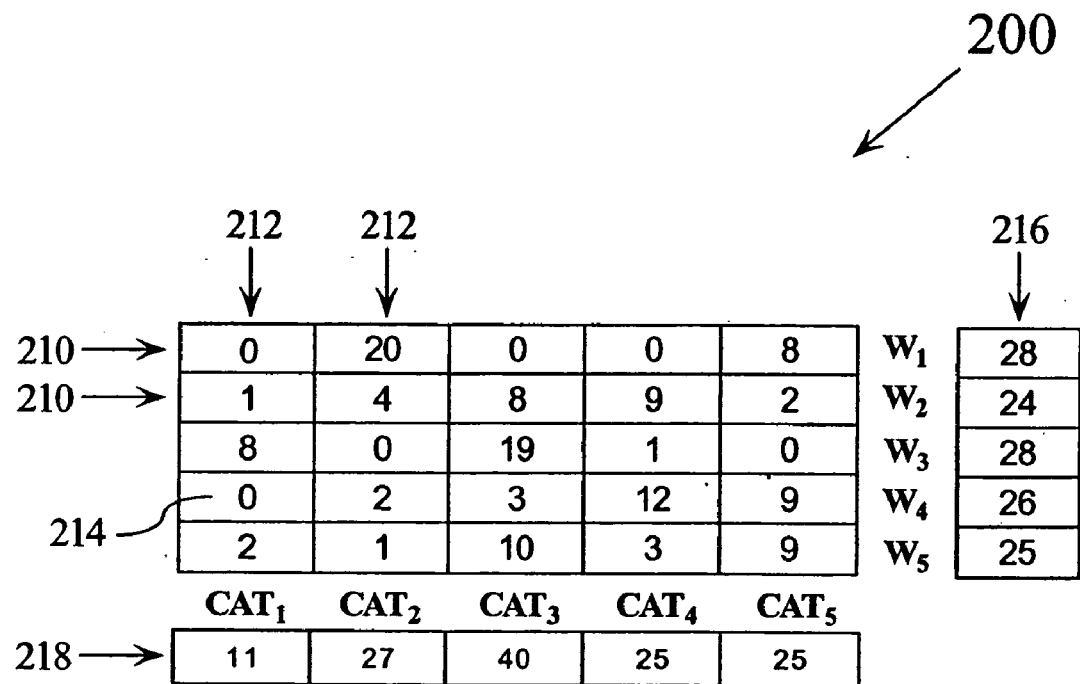 200
212 212 216
210 0 20 0 0 8 W₁ 28
210 1 4 8 9 2 W₂ 24
8 0 19 1 0 W₃ 28
214 0 2 3 12 9 W₄ 26
2 1 10 3 9 W₅ 25
CAT₁ CAT₂ CAT₃ CAT₄ CAT₅
218 11 27 40 25 25